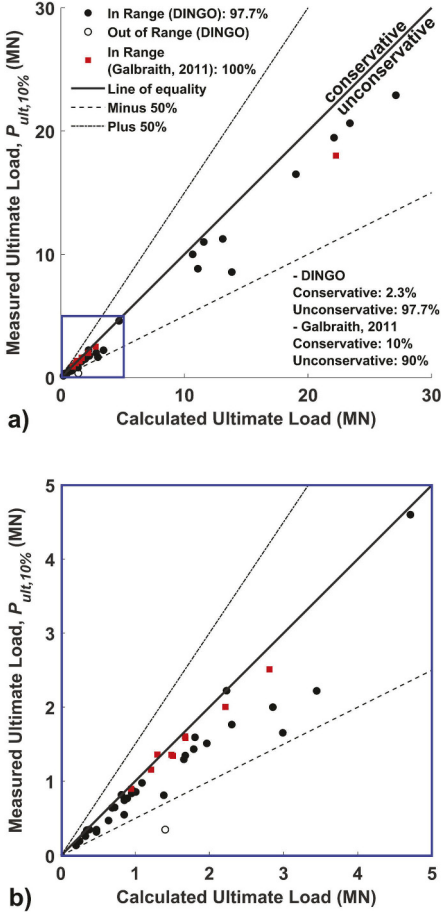 In Range (DINGO): 97.7%
Out of Range (DINGO)
In Range
(Galbraith, 2011): 100%
Line of equality
Minus 50%
Plus 50%
conservative
unconservative
- DINGO
Conservative: 2.3%
Unconservative: 97.7%
- Galbraith, 2011
Conservative: 10%
Unconservative: 90%
30
20
10
0
0
10
20
30
Measured Ultimate Load, P_ult,10% (MN)
Calculated Ultimate Load (MN)
a)
5
4
3
2
1
0
0
1
2
3
4
5
Measured Ultimate Load, P_ult,10% (MN)
Calculated Ultimate Load (MN)
b)